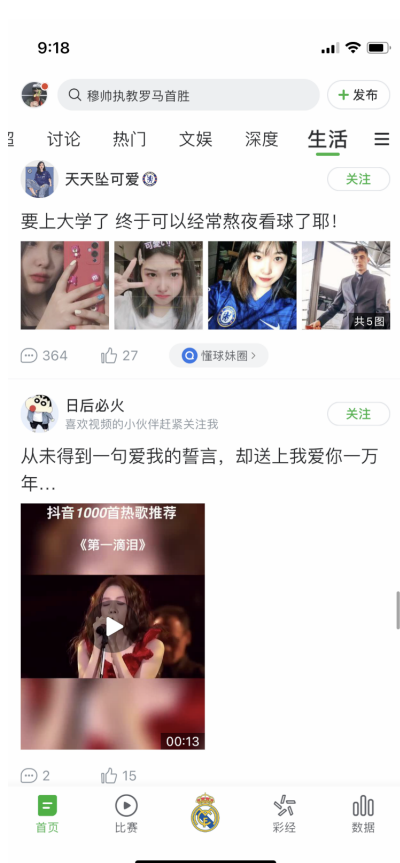 9:18
穆帅执教罗马首胜
+ 发布
讨论
热门
文娱
深度
生活
天天坠可爱
关注
要上大学了 终于可以经常熬夜看球了耶!
共5图
364
27
懂球妹圈 >
日后必火
喜欢视频的小伙伴赶紧关注我
关注
从未得到一句爱我的誓言，却送上我爱你一万
年...
抖音1000首热歌推荐
《第一滴泪》
00:13
2
15
首页
比赛
彩经
数据